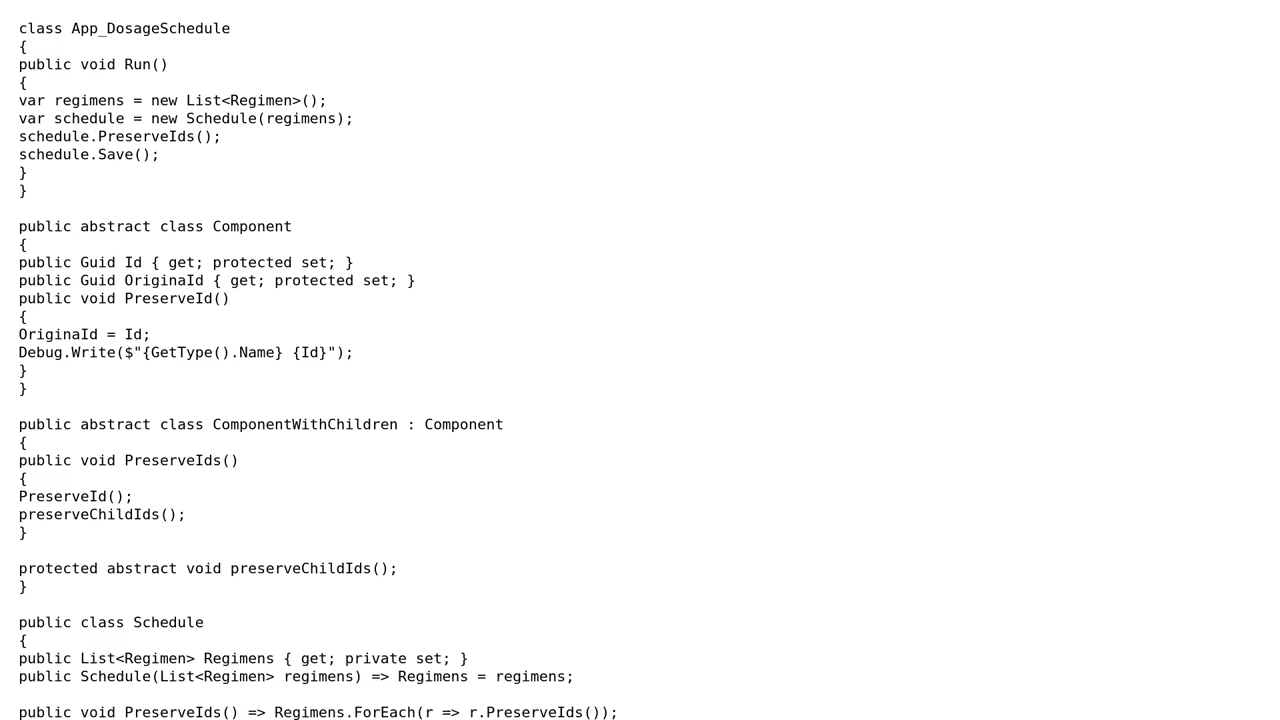 class App_DosageSchedule
{
public void Run()
{
var regimens = new List<Regimen>();
var schedule = new Schedule(regimens);
schedule.PreserveIds();
schedule.Save();
}
}

public abstract class Component
{
public Guid Id { get; protected set; }
public Guid OriginaId { get; protected set; }
public void PreserveId()
{
OriginaId = Id;
Debug.Write($"{GetType().Name} {Id}");
}
}

public abstract class ComponentWithChildren : Component
{
public void PreserveIds()
{
PreserveId();
preserveChildIds();
}

protected abstract void preserveChildIds();
}

public class Schedule
{
public List<Regimen> Regimens { get; private set; }
public Schedule(List<Regimen> regimens) => Regimens = regimens;

public void PreserveIds() => Regimens.ForEach(r => r.PreserveIds());